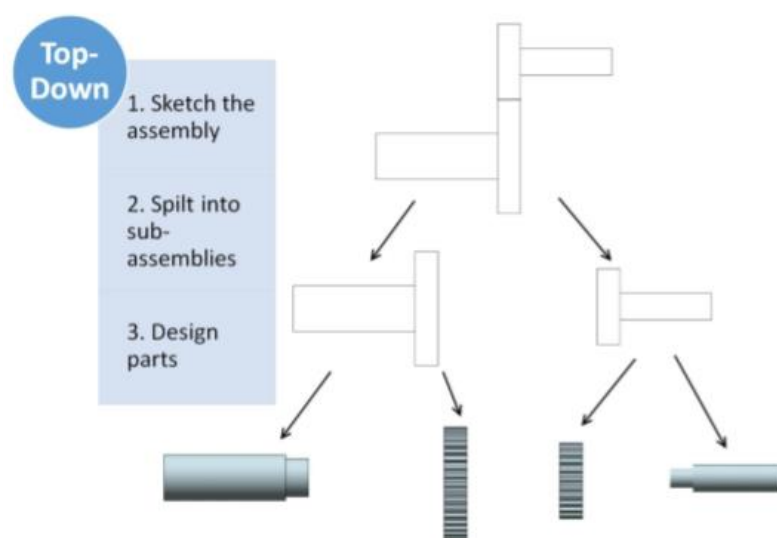 Top-
Down
1. Sketch the
assembly
2. Spilt into
sub-
assemblies
3. Design
parts